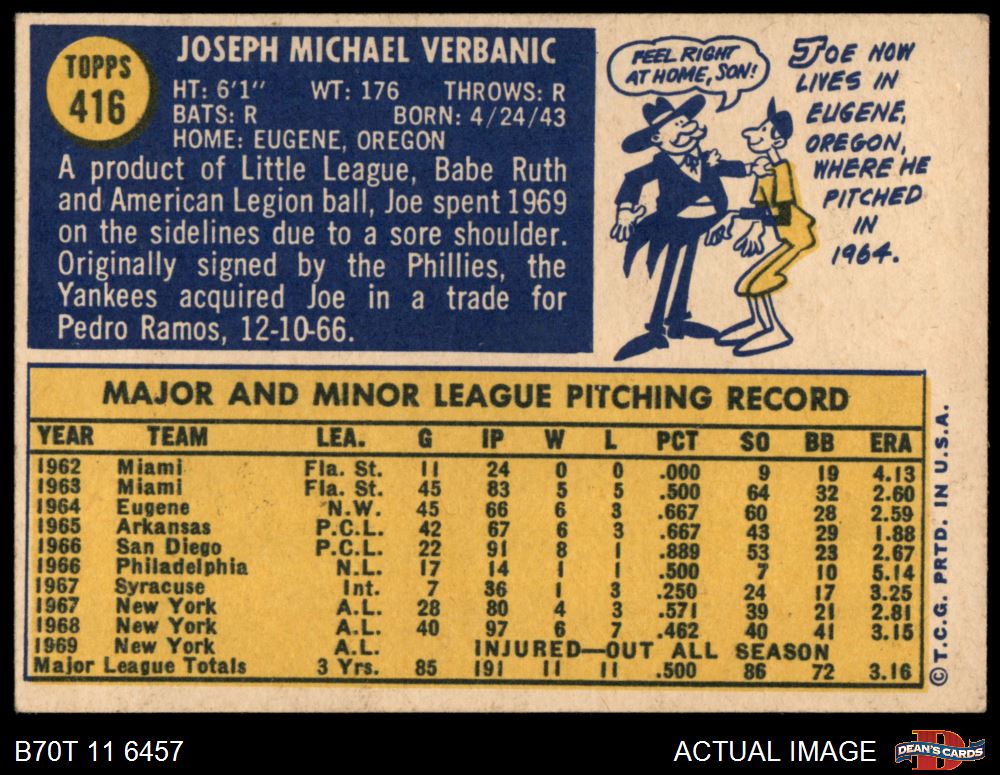 TOPPS
416
JOSEPH MICHAEL VERBANIC
HT: 6'1" WT: 176 THROWS: R
BATS: R BORN: 4/24/43
HOME: EUGENE, OREGON
A product of Little League, Babe Ruth
and American Legion ball, Joe spent 1969
on the sidelines due to a sore shoulder.
Originally signed by the Phillies, the
Yankees acquired Joe in a trade for
Pedro Ramos, 12-10-66.
FEEL RIGHT
AT HOME, SON!
JOE NOW
LIVES IN
EUGENE,
OREGON,
WHERE HE
PITCHED
IN
1964.
MAJOR AND MINOR LEAGUE PITCHING RECORD
YEAR TEAM LEA. G IP W L PCT SO BB ERA
1962 Miami Fla. St. 11 24 0 0 .000 9 19 4.13
1963 Miami Fla. St. 45 83 5 5 .500 64 32 2.60
1964 Eugene N.W. 45 66 6 3 .667 60 28 2.59
1965 Arkansas P.C.L. 42 67 6 3 .667 43 29 1.88
1966 San Diego P.C.L. 22 91 8 1 .889 53 23 2.67
1966 Philadelphia N.L. 17 14 1 1 .500 7 10 5.14
1967 Syracuse Int. 7 36 1 3 .250 24 17 3.25
1967 New York A.L. 28 80 4 3 .571 39 21 2.81
1968 New York A.L. 40 97 6 7 .462 40 41 3.15
1969 New York A.L. INJURED—OUT ALL SEASON
Major League Totals 3 Yrs. 85 191 11 11 .500 86 72 3.16
© T.C.G. PRTD. IN U.S.A.
B70T 11 6457
ACTUAL IMAGE
D
DEAN'S CARDS